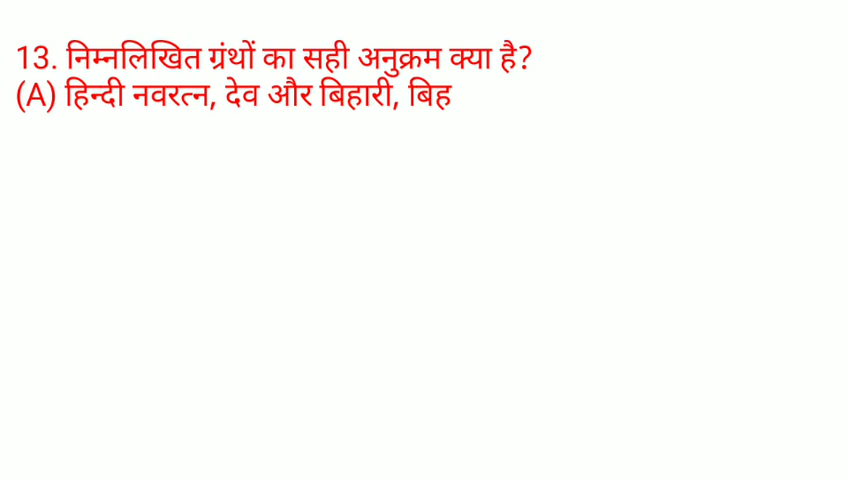 13. निम्नलिखित ग्रंथों का सही अनुक्रम क्या है?
(A) हिन्दी नवरत्न, देव और बिहारी, बिह